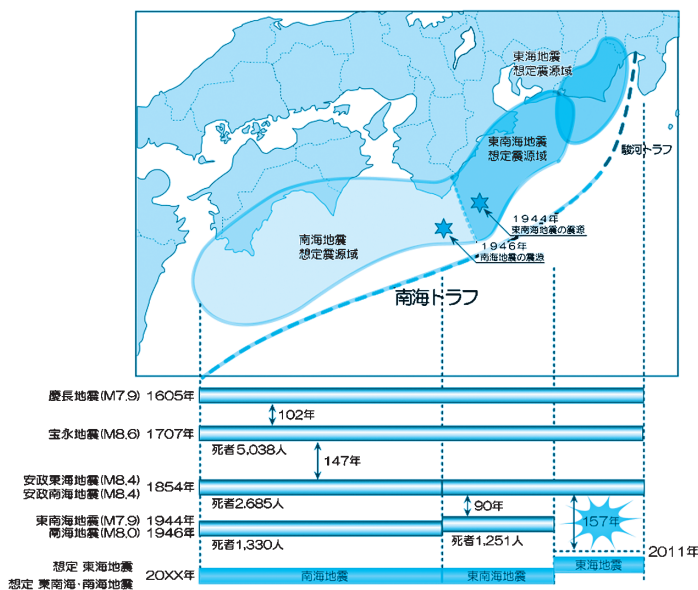 東海地震
想定震源域
東南海地震
想定震源域
駿河トラフ
1944年
東南海地震の震源
南海地震
想定震源域
1946年
南海地震の震源
南海トラフ
慶長地震(M7.9) 1605年
102年
宝永地震(M8.6) 1707年
死者5,038人
147年
安政東海地震(M8.4)
安政南海地震(M8.4)
1854年
死者2.685人
90年
東南海地震(M7.9) 1944年
南海地震(M8.0) 1946年
死者1,330人
死者1,251人
157年
2011年
想定 東海地震
想定 東南海・南海地震
20XX年
南海地震
東南海地震
東海地震